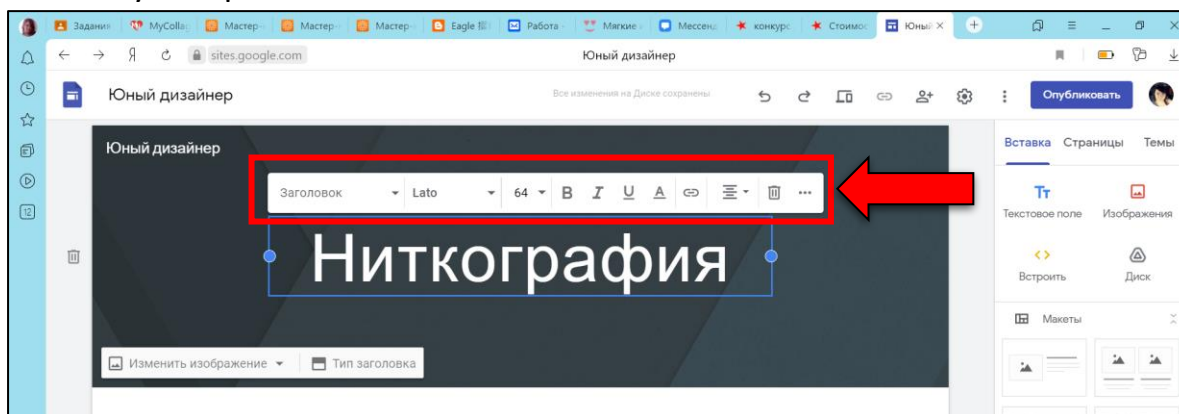 Задания MyCollag Мастер- Мастер- Мастер- Eagle Работа - Мягкие Мессенд конкурс Стоимос Юный
sites.google.com Юный дизайнер
Юный дизайнер Все изменения на Диске сохранены Опубликовать
Юный дизайнер
Вставка Страницы Темы
Заголовок Lato 64 B I U A
Текстовое поле Изображения
Ниткография
Встроить Диск
Макеты
Изменить изображение Тип заголовка
12